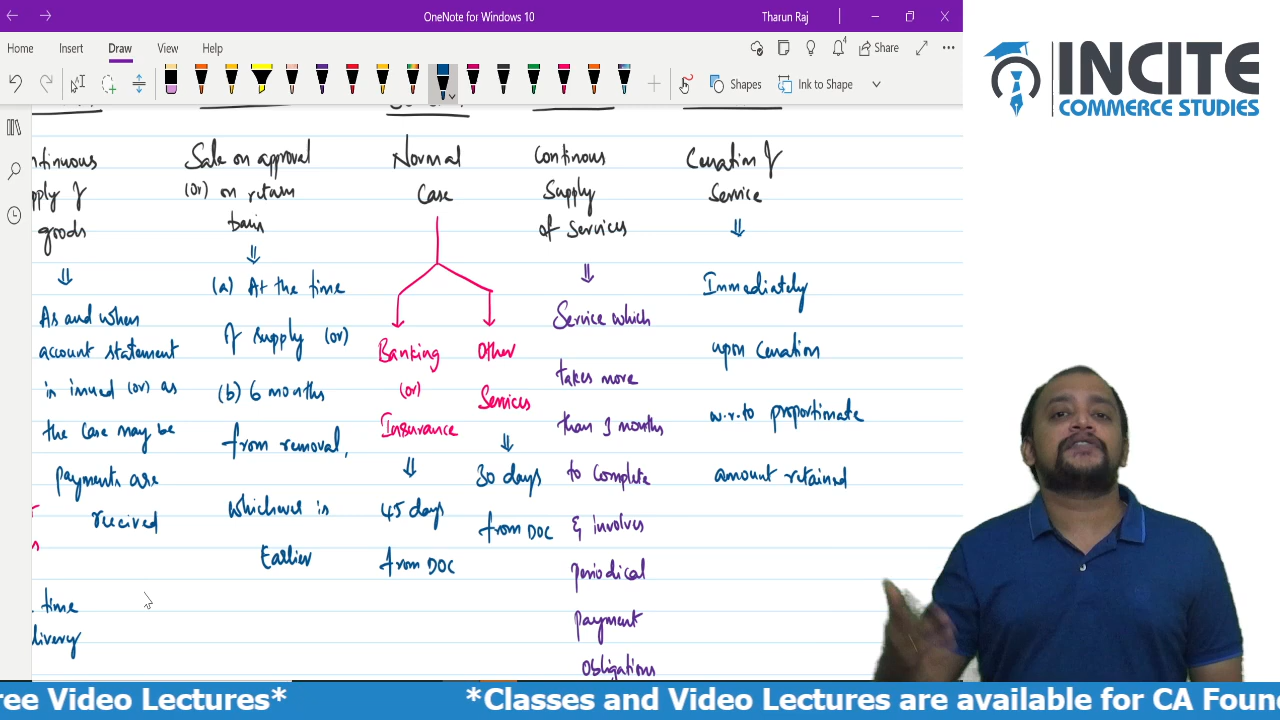 OneNote for Windows 10
Tharun Raj
Home Insert Draw View Help
Share
Shapes
Ink to Shape
INCITE
COMMERCE STUDIES
ntinuous
pply of
goods
As and when
account statement
is issued (or) as
the case may be
payments are
received
time
livery
Sale on approval
(or) on return
basis
(a) At the time
of supply (or)
(b) 6 months
from removal,
whichever is
Earlier
Normal
Case
Banking
(or)
Insurance
45 days
from DOC
Other
Services
30 days
from DOC
Continous
Supply
of Services
Service which
takes more
than 3 months
to complete
& involves
periodical
payment
obligations
Cessation of
Service
Immediately
upon Cessation
w.r.to proportimate
amount retained
ree Video Lectures* *Classes and Video Lectures are available for CA Foun